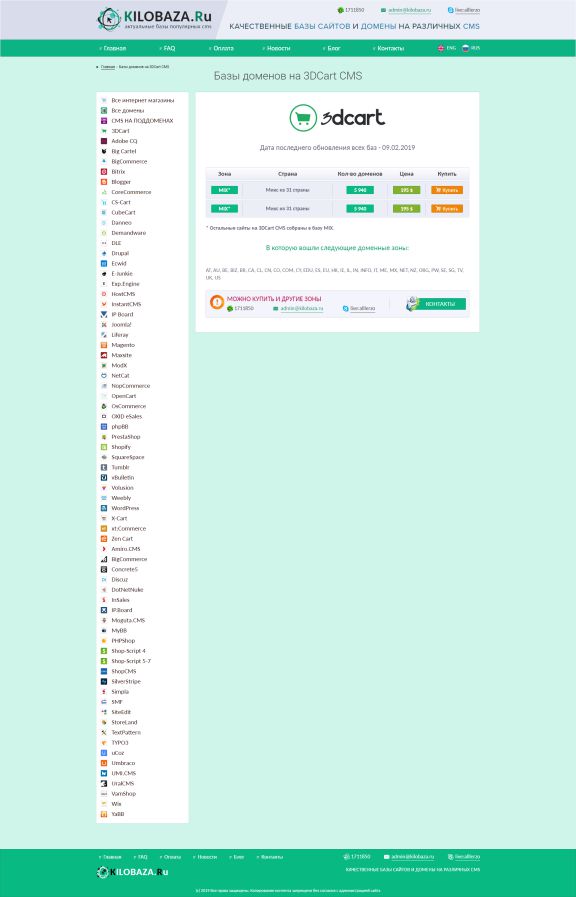 KILOBAZA.Ru
актуальные базы популярных cms
1711850 admin@kilobaza.ru live:allferzo
КАЧЕСТВЕННЫЕ БАЗЫ САЙТОВ И ДОМЕНЫ НА РАЗЛИЧНЫХ CMS
Главная FAQ Оплата Новости Блог Контакты ENG RUS
Главная Базы доменов на 3DCart CMS
Базы доменов на 3DCart CMS
Все интернет магазины
Все домены
CMS НА ПОДДОМЕНАХ
3DCart
Adobe CQ
Big Cartel
BigCommerce
Bitrix
Blogger
CoreCommerce
CS-Cart
CubeCart
Danneo
Demandware
DLE
Drupal
Ecwid
E-Junkie
Exp.Engine
HostCMS
InstantCMS
IP-Board
Joomla!
Liferay
Magento
Maxsite
ModX
NetCat
NopCommerce
OpenCart
OsCommerce
OXID eSales
phpBB
PrestaShop
Shopify
SquareSpace
Tumblr
vBulletin
Volusion
Weebly
WordPress
X-Cart
xt:Commerce
Zen Cart
Amiro.CMS
BigCommerce
Concrete5
Discuz
DotNetNuke
InSales
IP.Board
Moguta.CMS
MyBB
PHPShop
Shop-Script 4
Shop-Script 5-7
ShopCMS
SilverStripe
Simpla
SMF
SiteEdit
StoreLand
TextPattern
TYPO3
uCoz
Umbraco
UMI.CMS
UralCMS
VamShop
Wix
YaBB
3dcart
Дата последнего обновления всех баз - 09.02.2019
Зона Страна Кол-во доменов Цена Купить
MIX* Микс из 31 страны 5 940 195 $ Купить
MIX* Микс из 31 страны 5 940 195 $ Купить
* Остальные сайты на 3DCart CMS собраны в базу MIX.
В которую вошли следующие доменные зоны:
AT, AU, BE, BIZ, BR, CA, CL, CN, CO, COM, CY, EDU, ES, EU, HK, IE, IL, IN, INFO, IT, ME, MX, NET, NZ, ORG, PW, SE, SG, TV,
UK, US
МОЖНО КУПИТЬ И ДРУГИЕ ЗОНЫ
1711850 admin@kilobaza.ru live:allferzo
КОНТАКТЫ
Главная FAQ Оплата Новости Блог Контакты
1711850 admin@kilobaza.ru live:allferzo
KILOBAZA.Ru
КАЧЕСТВЕННЫЕ БАЗЫ САЙТОВ И ДОМЕНОВ НА РАЗЛИЧНЫХ CMS
2019 Все права защищены. Копирование контента запрещено без согласия с администрацией сайта.